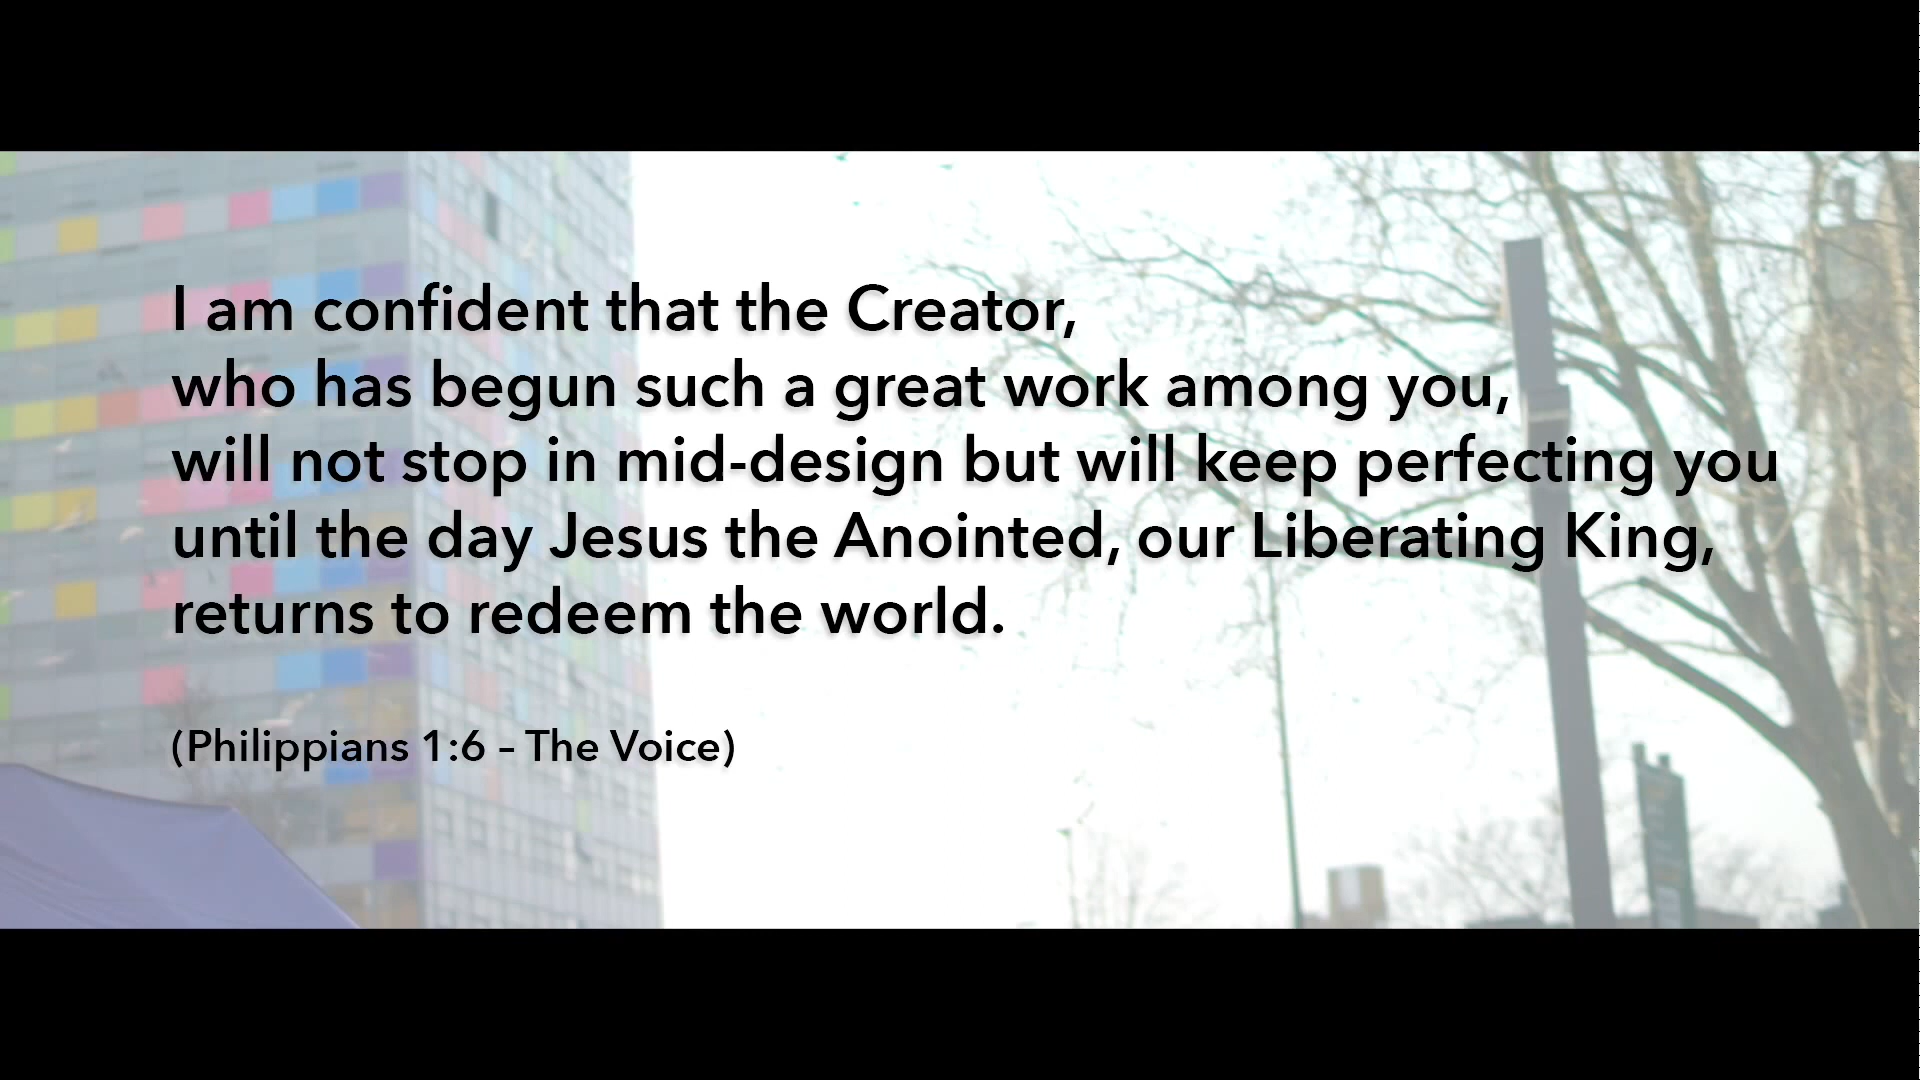 I am confident that the Creator,
who has begun such a great work among you,
will not stop in mid-design but will keep perfecting you
until the day Jesus the Anointed, our Liberating King,
returns to redeem the world.
(Philippians 1:6 – The Voice)